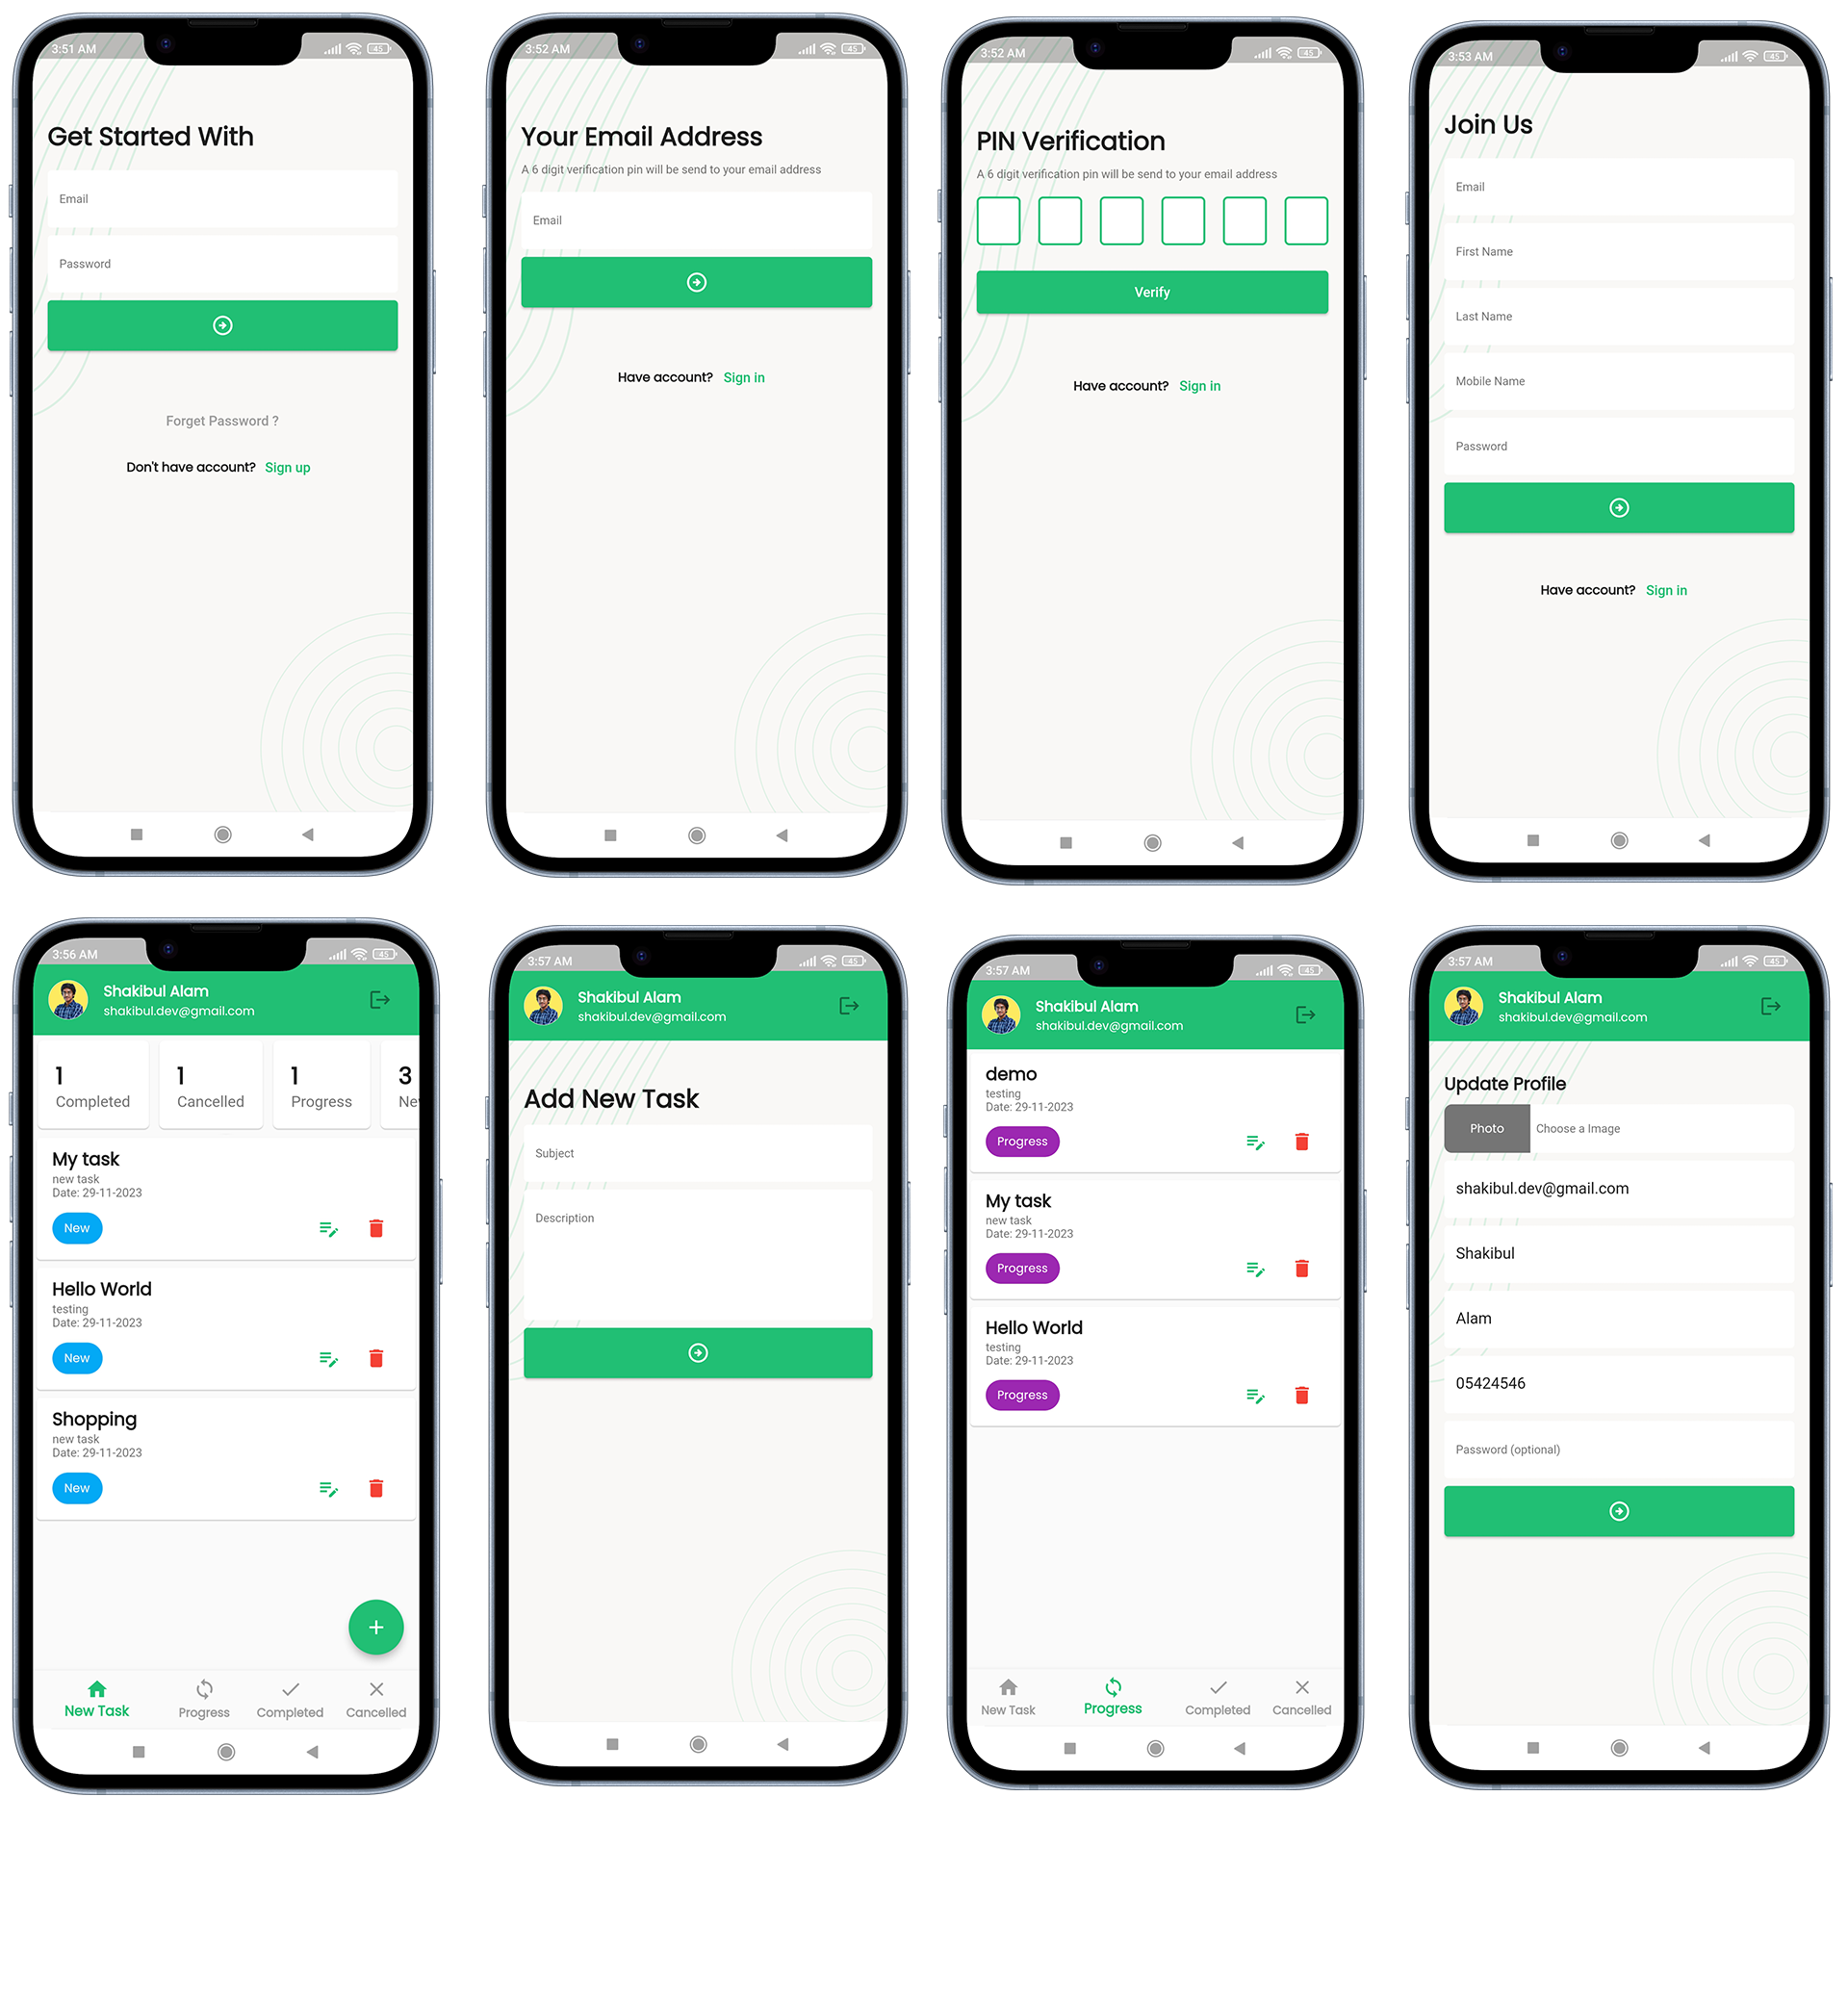 3:51 AM
45
Get Started With
Email
Password
Forget Password ?
Don't have account? Sign up
3:52 AM
45
Your Email Address
A 6 digit verification pin will be send to your email address
Email
Have account? Sign in
3:52 AM
45
PIN Verification
A 6 digit verification pin will be send to your email address
Verify
Have account? Sign in
3:53 AM
45
Join Us
Email
First Name
Last Name
Mobile Name
Password
Have account? Sign in
3:56 AM
45
Shakibul Alam
shakibul.dev@gmail.com
1 1 1 3
Completed Cancelled Progress Ne
My task
new task
Date: 29-11-2023
New
Hello World
testing
Date: 29-11-2023
New
Shopping
new task
Date: 29-11-2023
New
New Task Progress Completed Cancelled
3:57 AM
45
Shakibul Alam
shakibul.dev@gmail.com
Add New Task
Subject
Description
3:57 AM
45
Shakibul Alam
shakibul.dev@gmail.com
demo
testing
Date: 29-11-2023
Progress
My task
new task
Date: 29-11-2023
Progress
Hello World
testing
Date: 29-11-2023
Progress
New Task Progress Completed Cancelled
3:57 AM
45
Shakibul Alam
shakibul.dev@gmail.com
Update Profile
Photo Choose a Image
shakibul.dev@gmail.com
Shakibul
Alam
05424546
Password (optional)